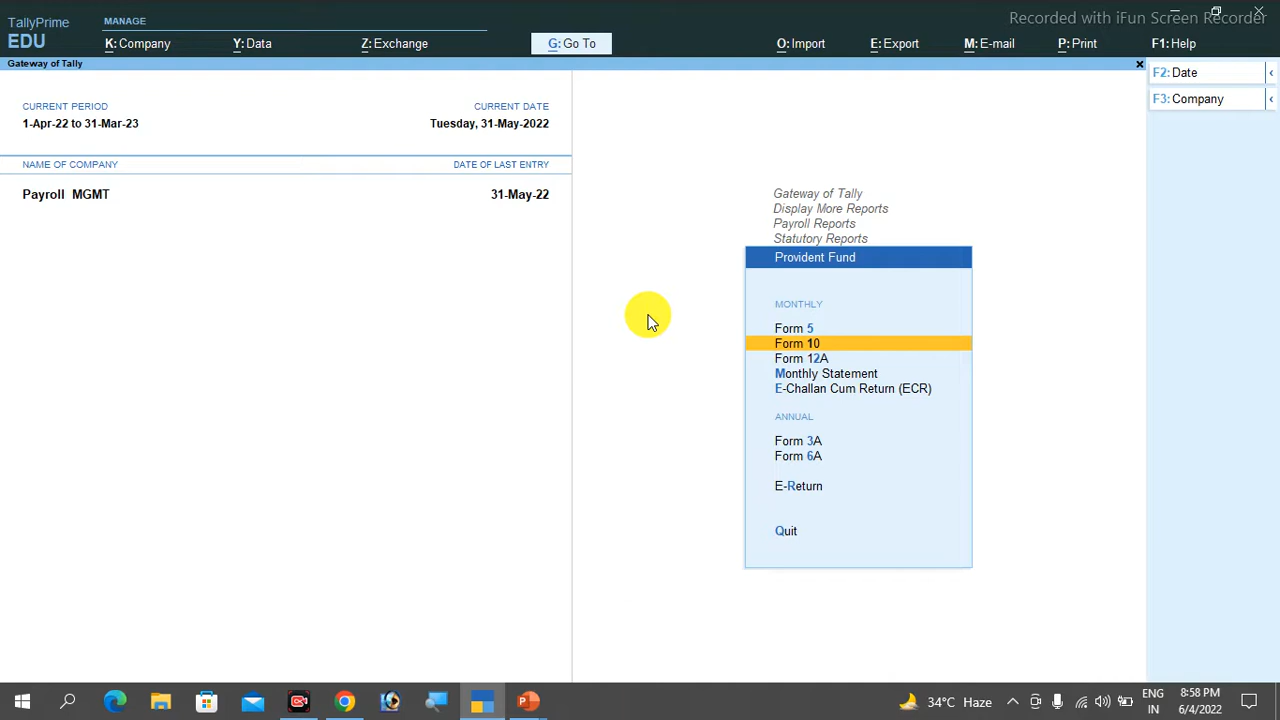 Recorded with iFun Screen Recorder
TallyPrime
EDU
MANAGE
K: Company
Y: Data
Z: Exchange
G: Go To
O: Import
E: Export
M: E-mail
P: Print
F1: Help
Gateway of Tally
F2: Date
F3: Company
CURRENT PERIOD
CURRENT DATE
1-Apr-22 to 31-Mar-23
Tuesday, 31-May-2022
NAME OF COMPANY
DATE OF LAST ENTRY
Payroll MGMT
31-May-22
Gateway of Tally
Display More Reports
Payroll Reports
Statutory Reports
Provident Fund
MONTHLY
Form 5
Form 10
Form 12A
Monthly Statement
E-Challan Cum Return (ECR)
ANNUAL
Form 3A
Form 6A
E-Return
Quit
34°C Haze
ENG
IN
8:58 PM
6/4/2022